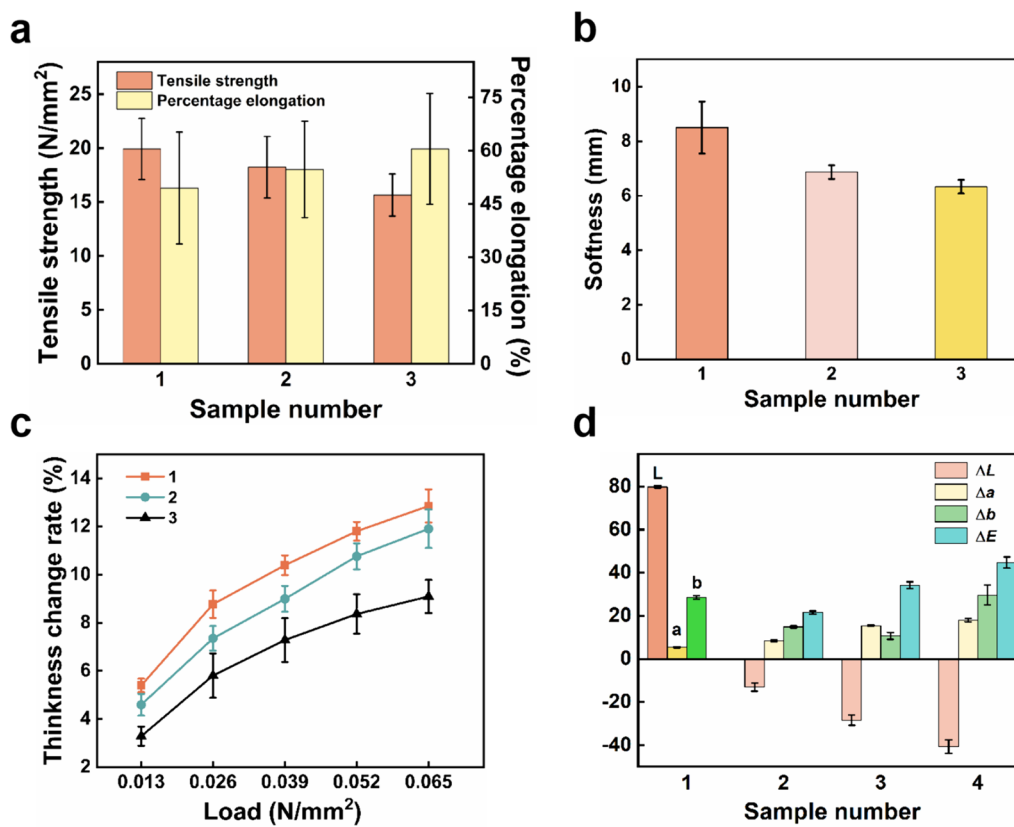 a
Tensile strength (N/mm²)
25
20
15
10
5
0
Tensile strength
Percentage elongation
75
60
45
30
15
0
Percentage elongation (%)
1 2 3
Sample number
b
Softness (mm)
10
8
6
4
2
0
1 2 3
Sample number
c
Thinkness change rate (%)
14
12
10
8
6
4
2
1
2
3
0.013 0.026 0.039 0.052 0.065
Load (N/mm²)
d
80
60
40
20
0
-20
-40
L
a
b
ΔL
Δa
Δb
ΔE
1 2 3 4
Sample number